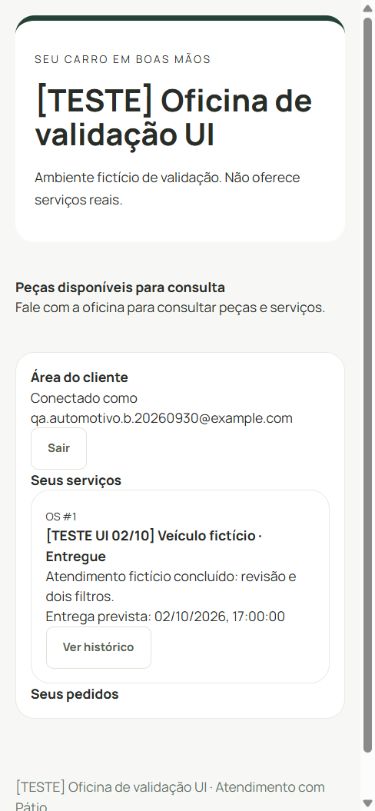 SEU CARRO EM BOAS MÃOS
[TESTE] Oficina de
validação UI
Ambiente fictício de validação. Não oferece
serviços reais.
Peças disponíveis para consulta
Fale com a oficina para consultar peças e serviços.
Área do cliente
Conectado como
qa.automotivo.b.20260930@example.com
Sair
Seus serviços
OS #1
[TESTE UI 02/10] Veículo fictício ·
Entregue
Atendimento fictício concluído: revisão e
dois filtros.
Entrega prevista: 02/10/2026, 17:00:00
Ver histórico
Seus pedidos
[TESTE] Oficina de validação UI · Atendimento com
Pátio